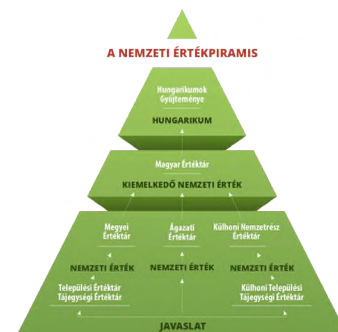 A NEMZETI ÉRTÉKPIRAMIS
Hungarikumok
Gyűjteménye
HUNGARIKUM
Magyar Értéktár
KIEMELKEDŐ NEMZETI ÉRTÉK
Megyei
Értéktár
Ágazati
Értéktár
Külhoni Nemzetrész
Értéktár
NEMZETI ÉRTÉK
NEMZETI ÉRTÉK
NEMZETI ÉRTÉK
Települési Értéktár
Tájegységi Értéktár
Külhoni Települési
Tájegységi Értéktár
JAVASLAT